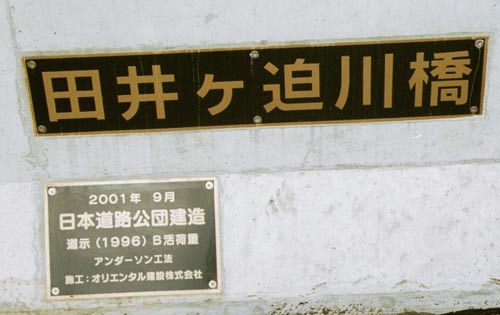 田井ヶ迫川橋
2001年 9月
日本道路公団建造
道示(1996)B活荷重
アンダーソン工法
施工:オリエンタル建設株式会社